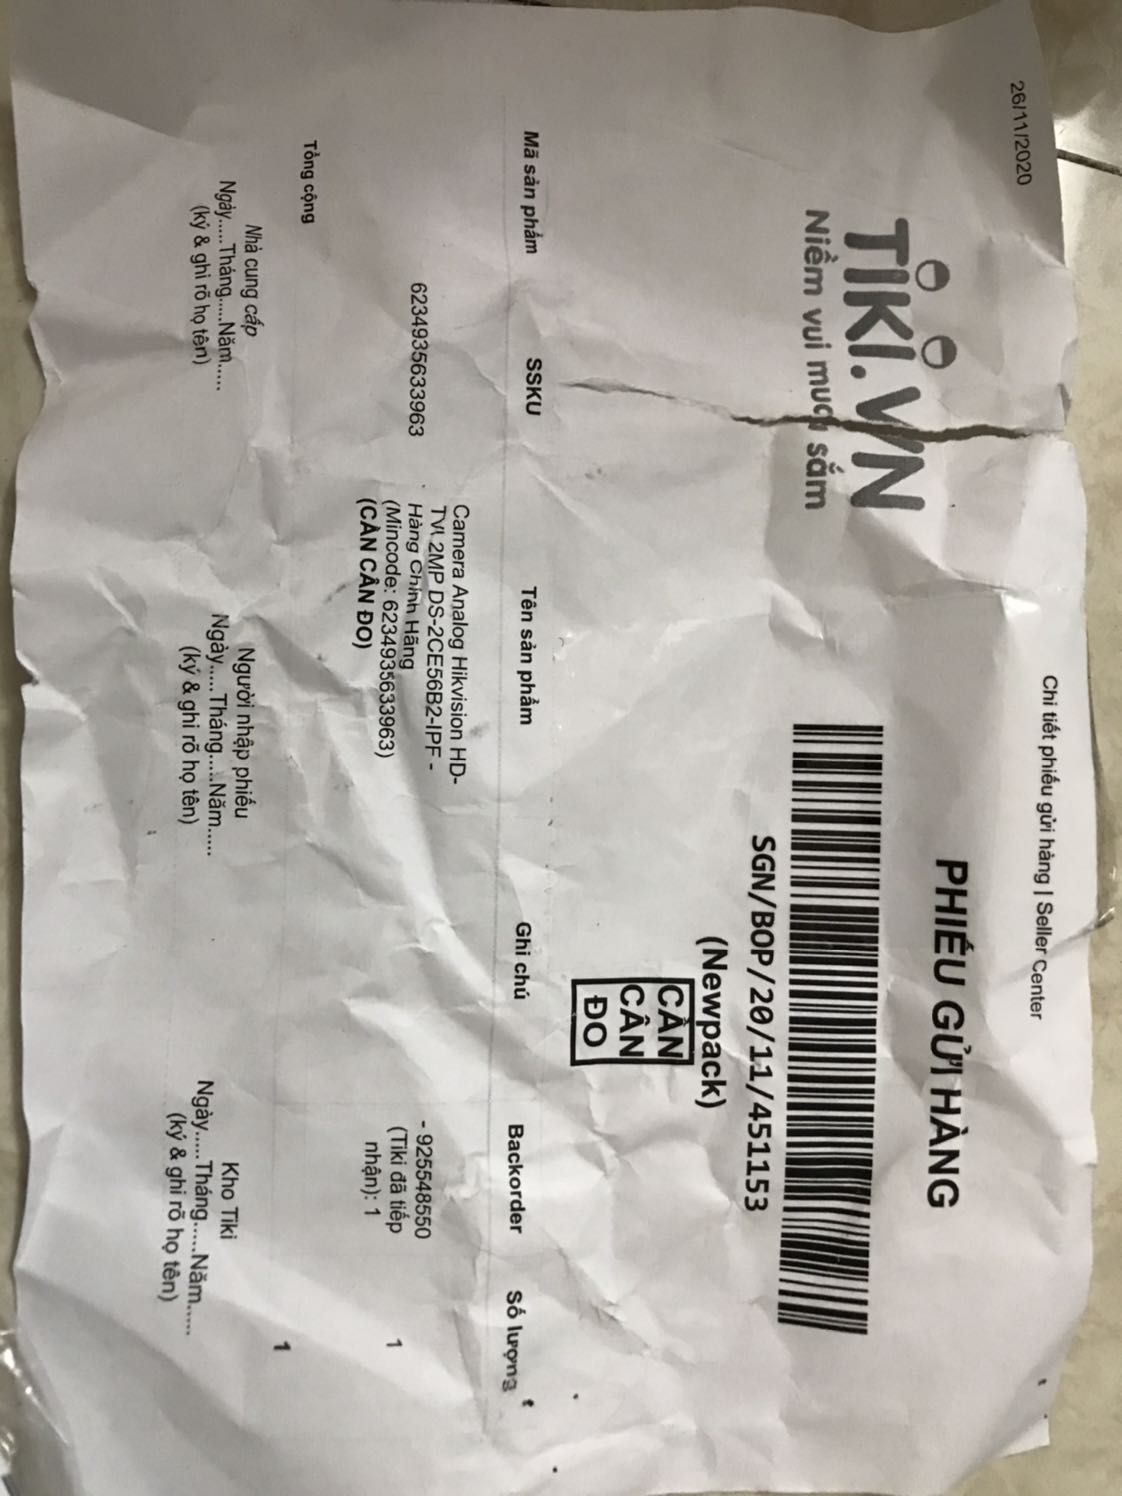 26/11/2020
Chi tiết phiếu gửi hàng | Seller Center
TIKI.VN
Niềm vui mua sắm
PHIẾU GỬI HÀNG
SGN/BOP/20/11/451153
(Newpack)
CẦN
CÂN
ĐO
Mã sản phẩm SSKU Tên sản phẩm Ghi chú Backorder Số lượng
623493563396​3
Camera Analog Hikvision HD-
TVI 2MP DS-2CE56B2-IPF -
Hàng Chính Hãng
(Mincode: 6234935633963)
(CẦN CÂN ĐO)
- 925548550
(Tiki đã tiếp
nhận): 1
1
Tổng cộng 1
Nhà cung cấp
Ngày.....Tháng.....Năm.....
(ký & ghi rõ họ tên)
Người nhập phiếu
Ngày.....Tháng.....Năm.....
(ký & ghi rõ họ tên)
Kho Tiki
Ngày.....Tháng.....Năm.....
(ký & ghi rõ họ tên)